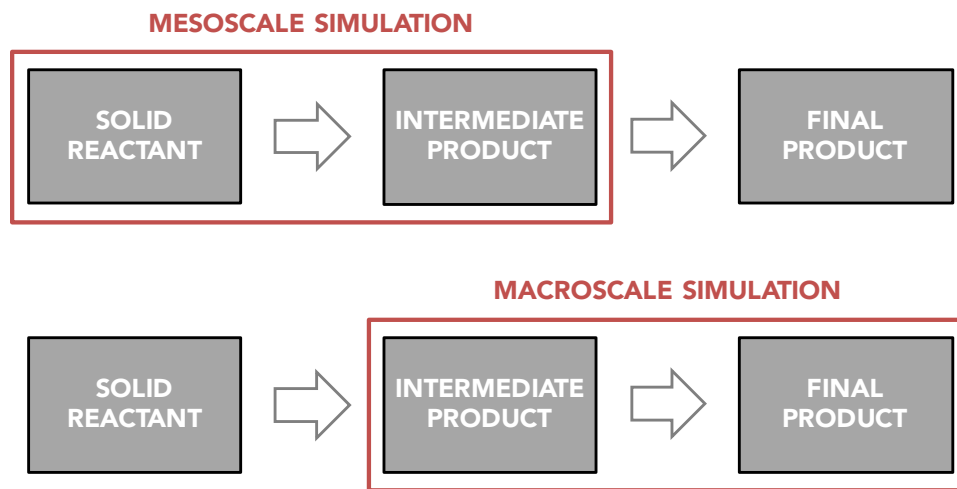 MESOSCALE SIMULATION
SOLID
REACTANT
INTERMEDIATE
PRODUCT
FINAL
PRODUCT
MACROSCALE SIMULATION
SOLID
REACTANT
INTERMEDIATE
PRODUCT
FINAL
PRODUCT